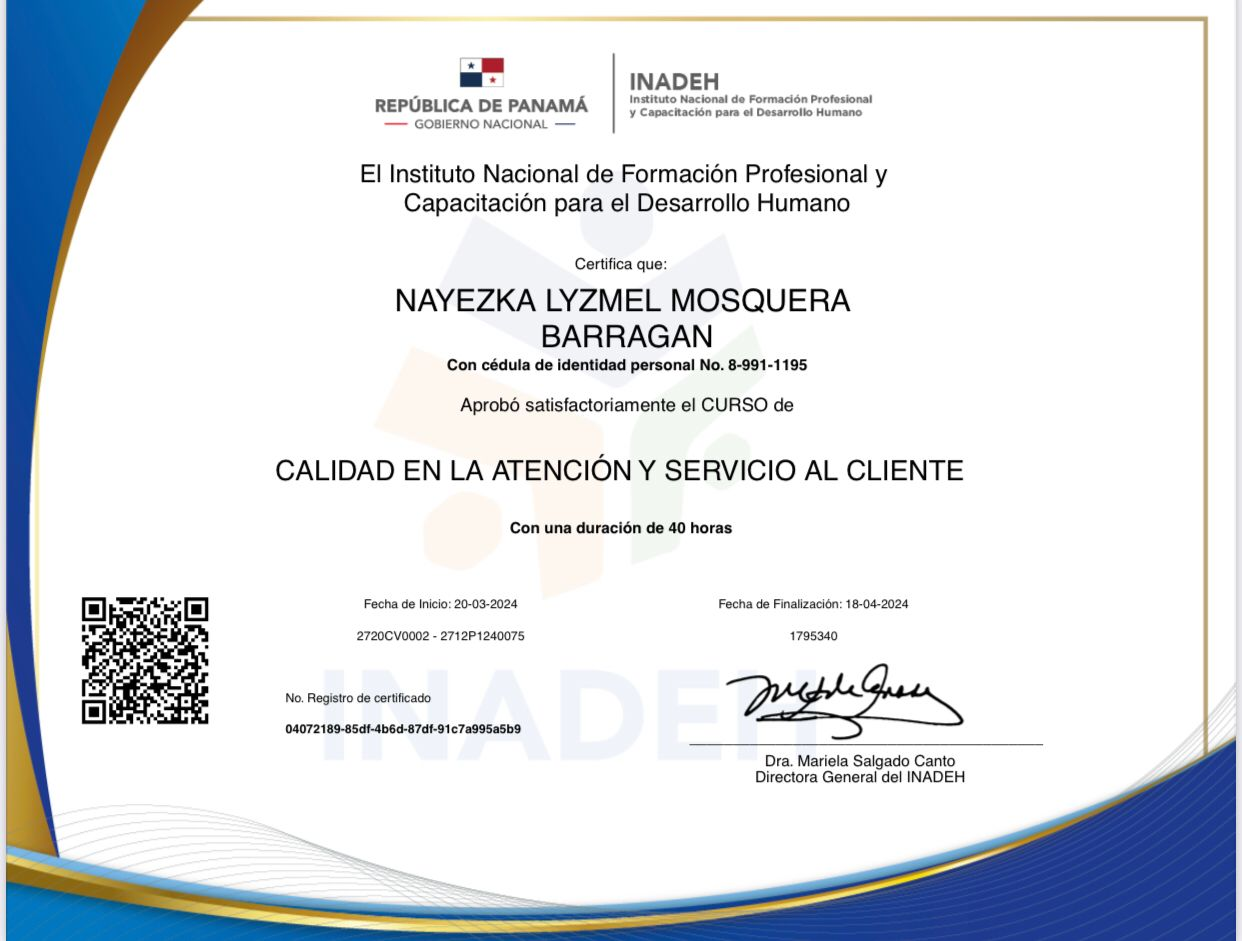 REPÚBLICA DE PANAMÁ
GOBIERNO NACIONAL
INADEH
Instituto Nacional de Formación Profesional
y Capacitación para el Desarrollo Humano
El Instituto Nacional de Formación Profesional y
Capacitación para el Desarrollo Humano
Certifica que:
NAYEZKA LYZMEL MOSQUERA
BARRAGAN
Con cédula de identidad personal No. 8-991-1195
Aprobó satisfactoriamente el CURSO de
CALIDAD EN LA ATENCIÓN Y SERVICIO AL CLIENTE
Con una duración de 40 horas
Fecha de Inicio: 20-03-2024
Fecha de Finalización: 18-04-2024
2720CV0002 - 2712P1240075
1795340
No. Registro de certificado
04072189-85df-4b6d-87df-91c7a995a5b9
INADEH
Dra. Mariela Salgado Canto
Directora General del INADEH